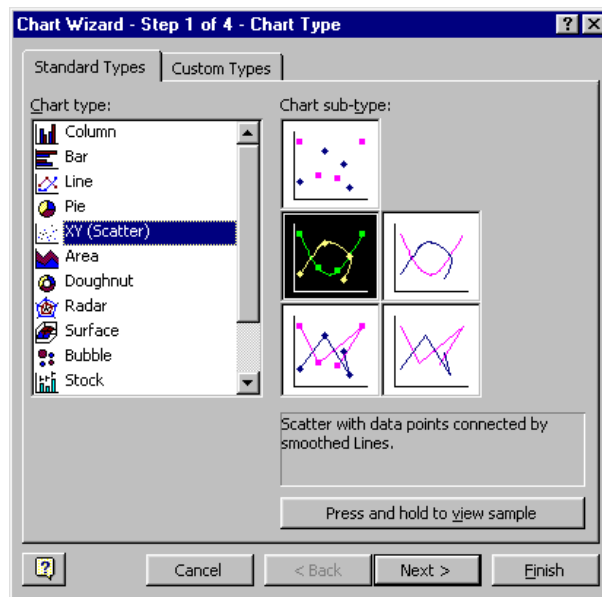 Chart Wizard - Step 1 of 4 - Chart Type
Standard Types
Custom Types
Chart type:
Column
Bar
Line
Pie
XY (Scatter)
Area
Doughnut
Radar
Surface
Bubble
Stock
Chart sub-type:
Scatter with data points connected by
smoothed Lines.
Press and hold to view sample
Cancel
< Back
Next >
Finish